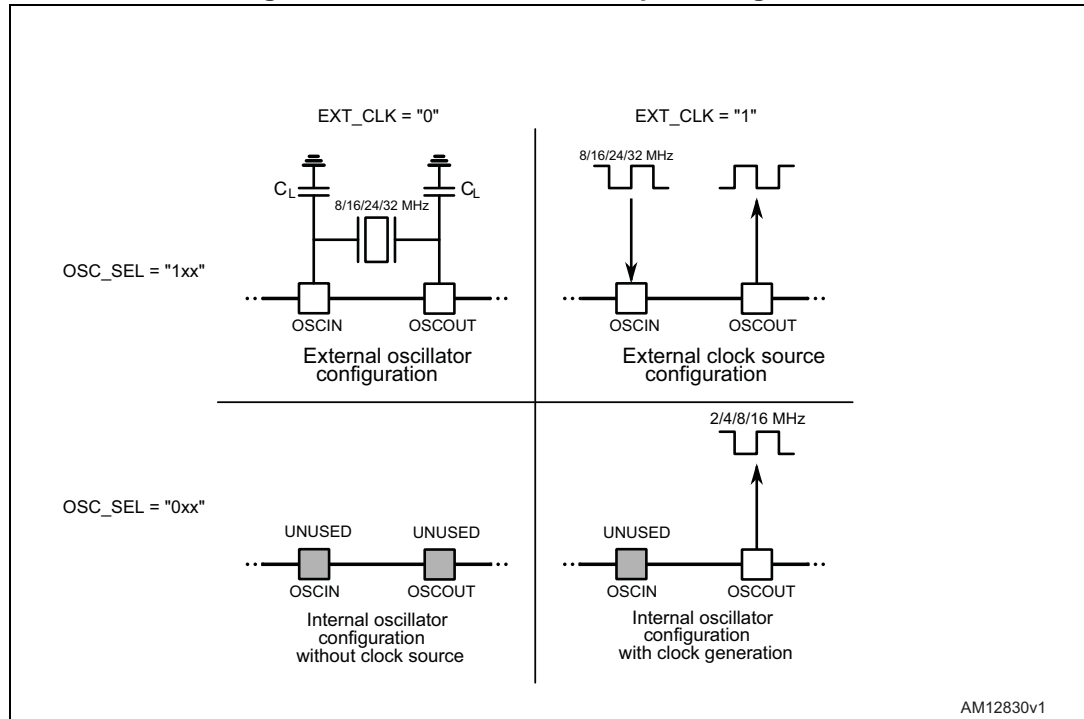 EXT_CLK = "0"
EXT_CLK = "1"
8/16/24/32 MHz
CL
CL
8/16/24/32 MHz
OSC_SEL = "1xx"
OSCIN
OSCOUT
OSCIN
OSCOUT
External oscillator
configuration
External clock source
configuration
2/4/8/16 MHz
OSC_SEL = "0xx"
UNUSED
UNUSED
UNUSED
OSCIN
OSCOUT
OSCIN
OSCOUT
Internal oscillator
configuration
without clock source
Internal oscillator
configuration
with clock generation
AM12830v1